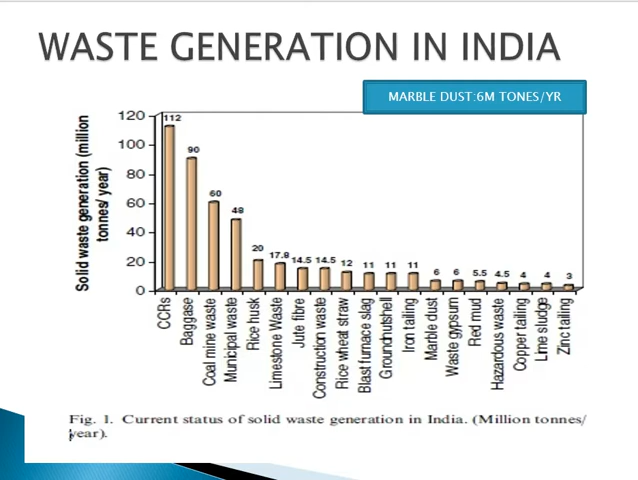 WASTE GENERATION IN INDIA
MARBLE DUST:6M TONES/YR
Solid waste generation (million
tonnes/ year)
120
100
80
60
40
20
0
112
90
60
48
20
17.9
14.5
14.5
12
11
11
11
6
6
5.5
4.5
4
4
3
CCRs
Baggase
Coal mine waste
Municipal waste
Rice husk
Limestone Waste
Jute fibre
Construction waste
Rice wheat straw
Blast furnace slag
Groundnutshell
Iron tailing
Marble dust
Waste gypsum
Red mud
Hazardous waste
Copper tailing
Lime sludge
Zinc tailing
Fig. 1. Current status of solid waste generation in India. (Million tonnes/
year).